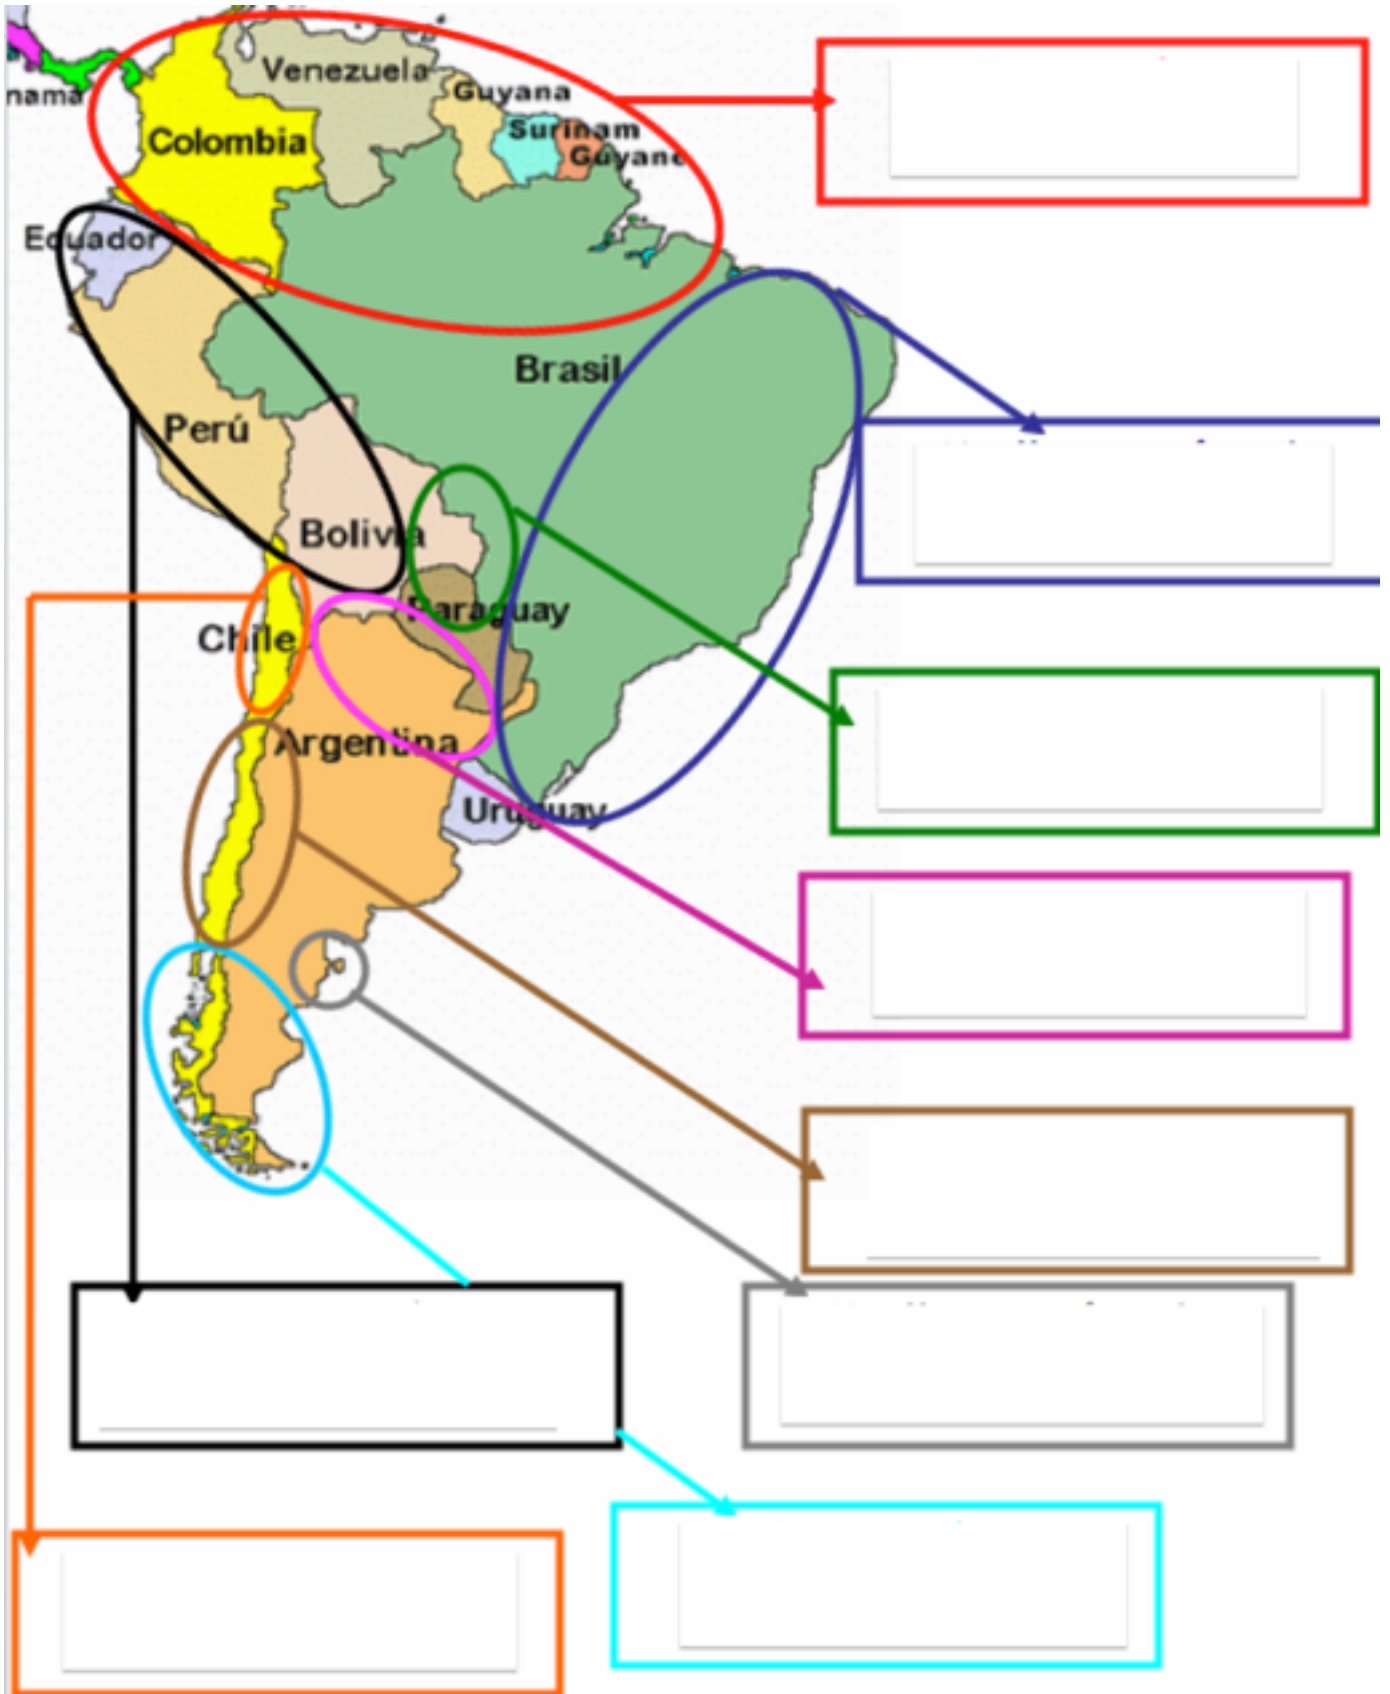 Venezuela
Guyana
nama
Colombia
Surinam
Guyane
Ecuador
Brasil
Perú
Bolivia
Paraguay
Chile
Argentina
Uruguay